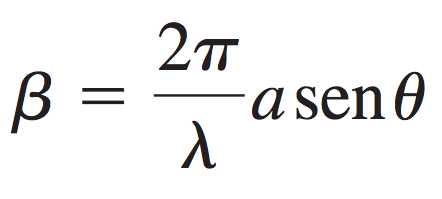 β = 2π/λ a sen θ